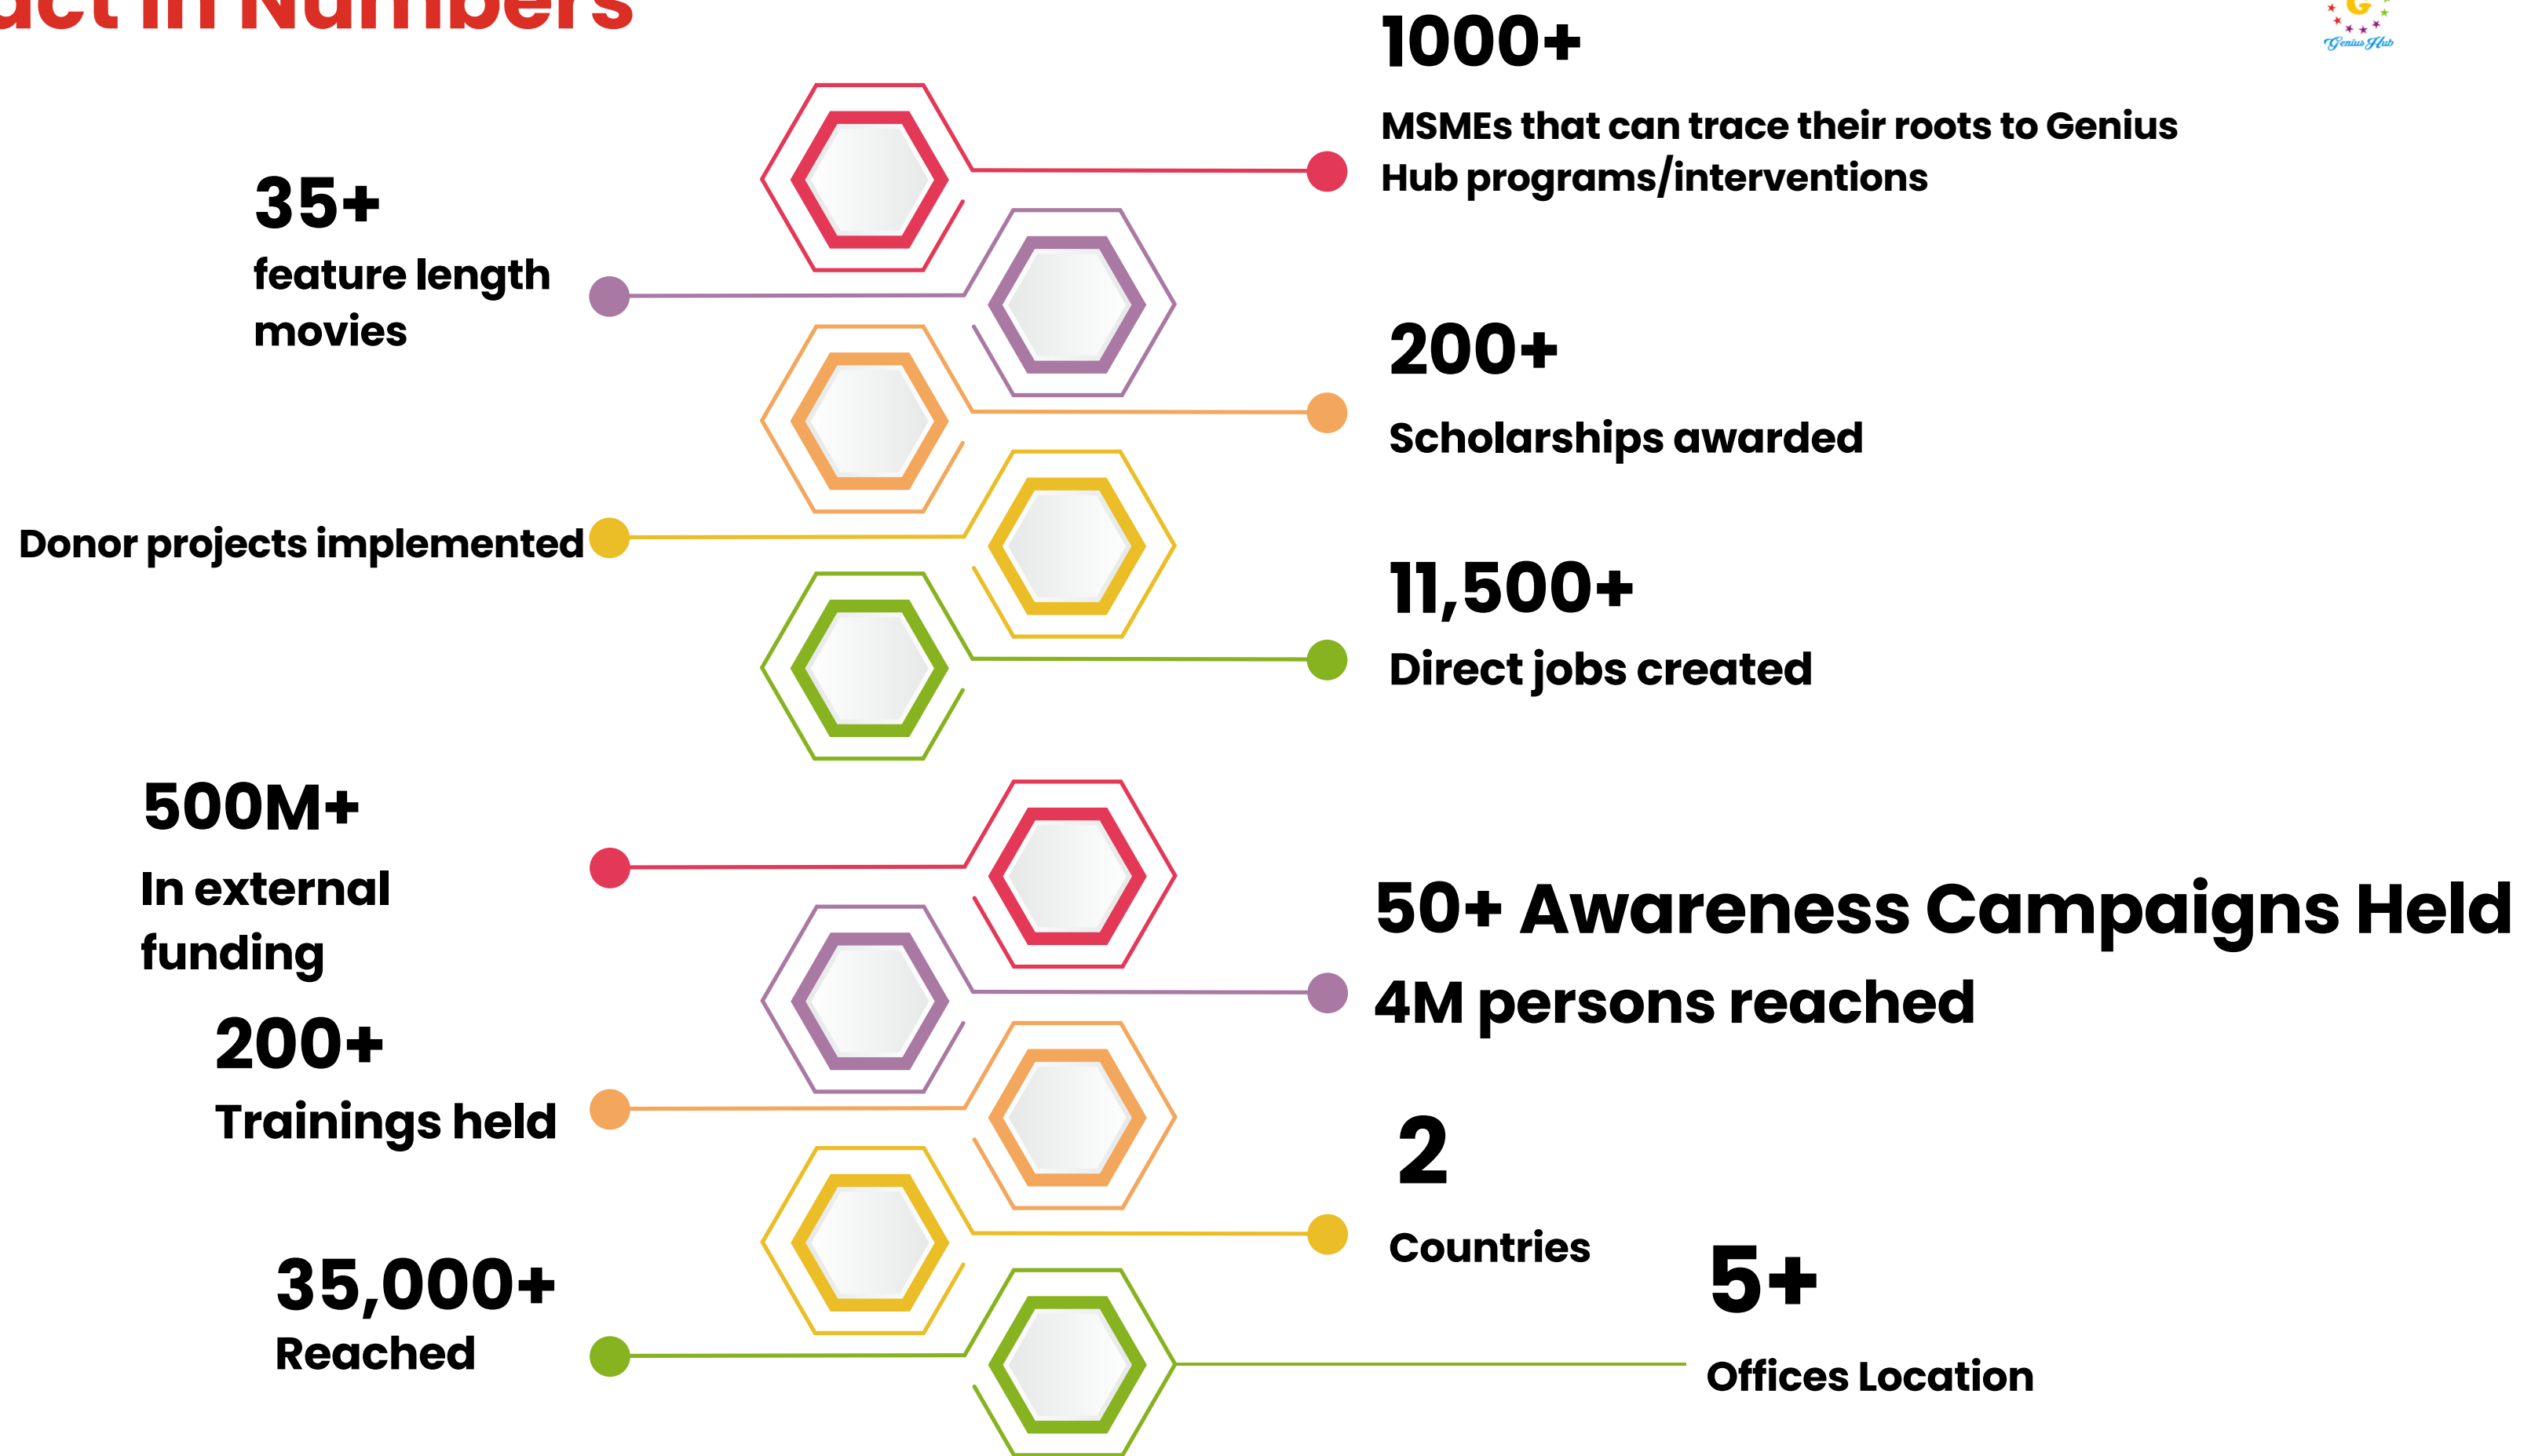 act in Numbers
G
Genius Hub
1000+
MSMEs that can trace their roots to Genius
Hub programs/interventions
35+
feature length
movies
200+
Scholarships awarded
Donor projects implemented
11,500+
Direct jobs created
500M+
In external
funding
50+ Awareness Campaigns Held
4M persons reached
200+
Trainings held
2
Countries
35,000+
Reached
5+
Offices Location